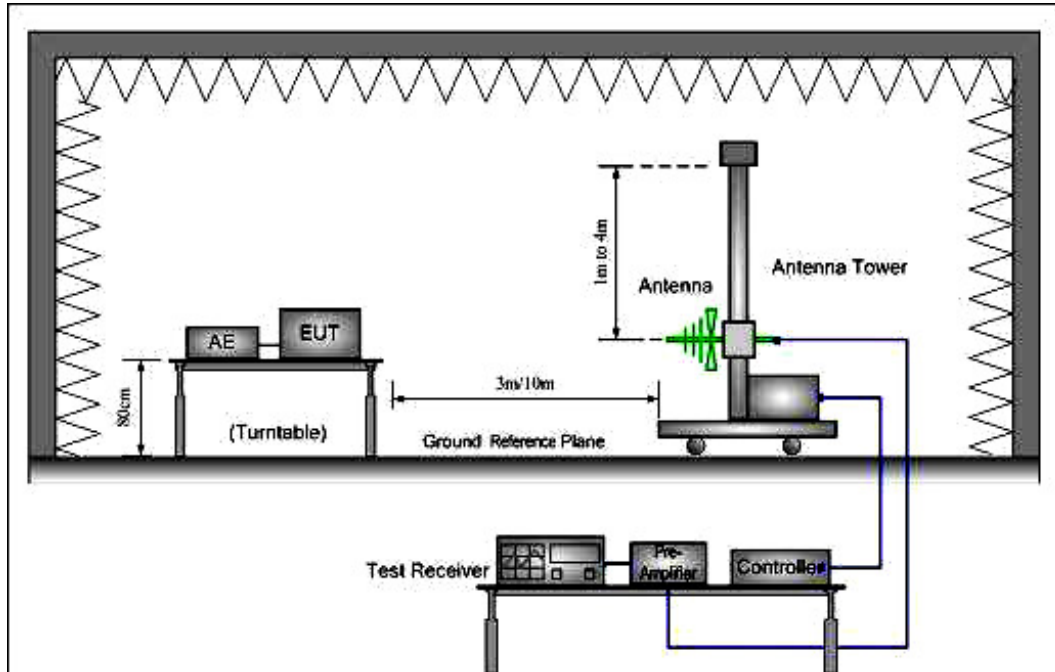 1m to 4m
Antenna Tower
Antenna
AE
EUT
3m/10m
80cm
(Turntable)
Ground Reference Plane
Test Receiver
Pre-
Amplifier
Controller